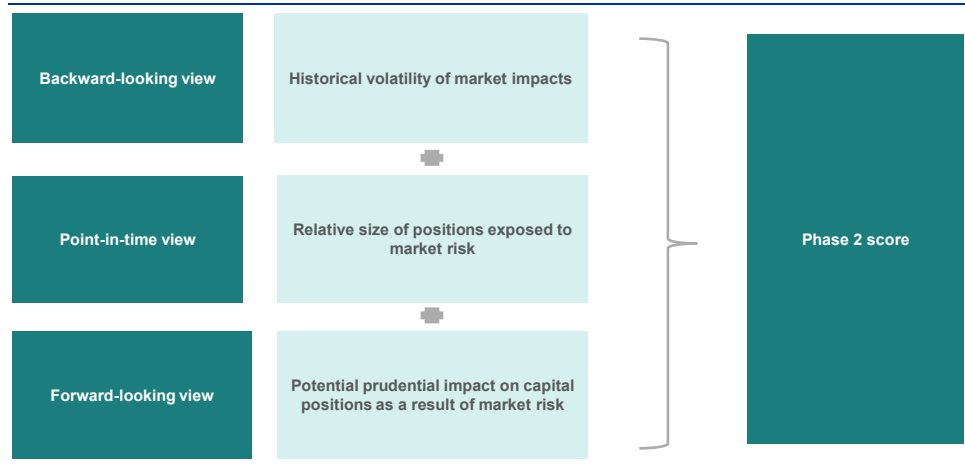 Backward-looking view
Historical volatility of market impacts
Point-in-time view
Relative size of positions exposed to
market risk
Phase 2 score
Forward-looking view
Potential prudential impact on capital
positions as a result of market risk